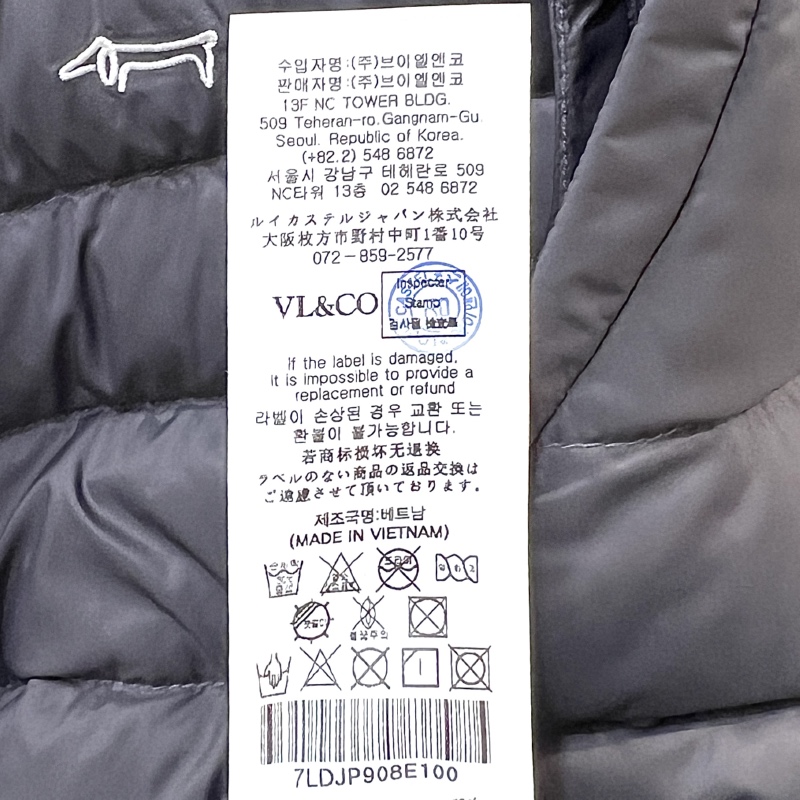 수입자명:(주)브이엘엔코
판매자명:(주)브이엘엔코
13F NC TOWER BLDG.
509 Teheran-ro.Gangnam-Gu.
Seoul. Republic of Korea.
(+82.2) 548 6872
서울시 강남구 테헤란로 509
NC타워 13층 02 548 6872
ルイカステルジャパン株式会社
大阪枚方市野村中町1番10号
072-859-2577
VL&CO
Inspecter
Stamp
검사필
If the label is damaged,
it is impossible to provide a
replacement or refund
라벨이 손상된 경우 교환 또는
환불이 불가능합니다.
若商标损坏无退换
ラベルのない商品の返品交換は
ご遠慮させて頂いております。
제조국명:베트남
(MADE IN VIETNAM)
드라이
7LDJP908E100